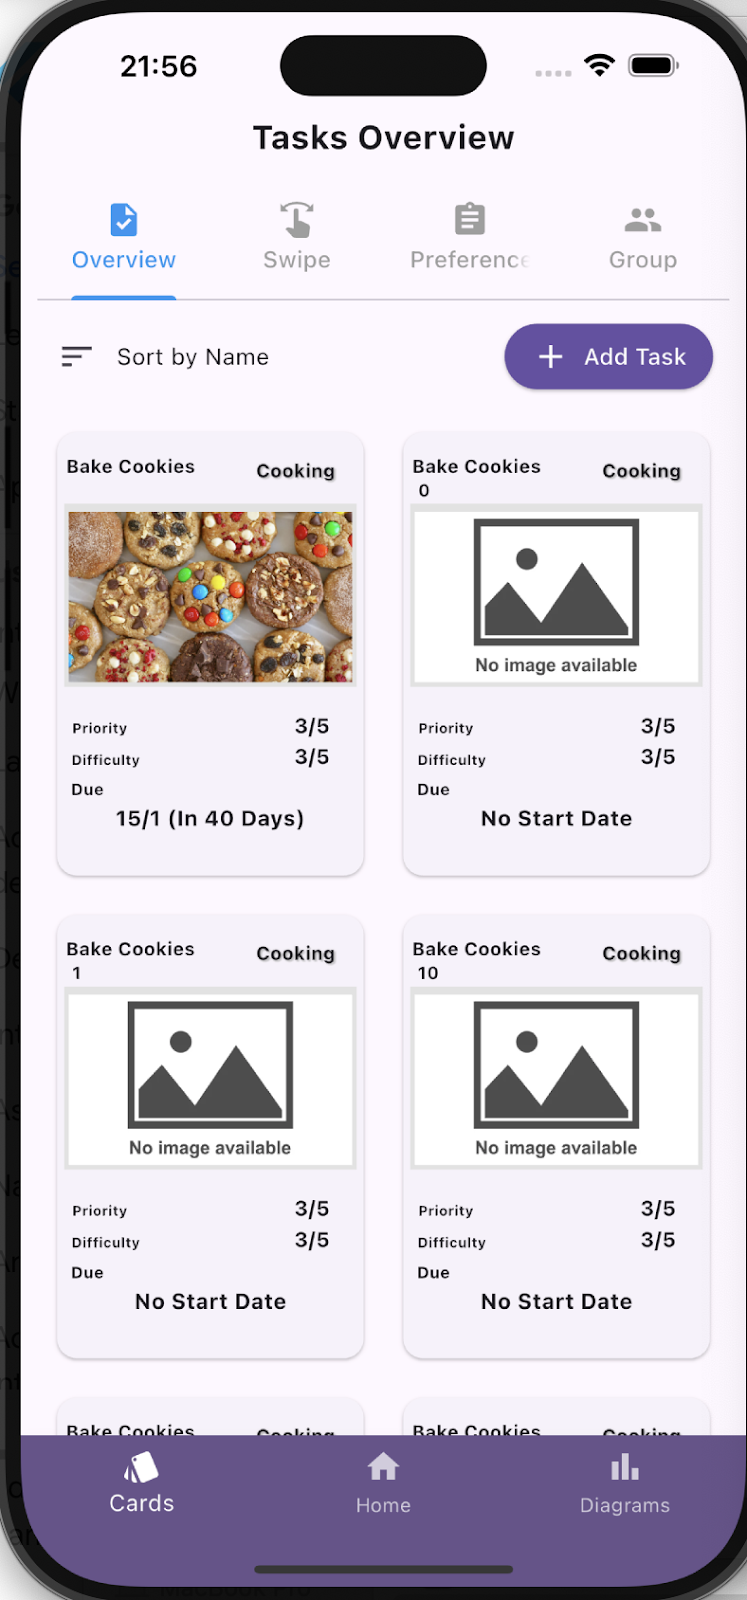 21:56
Tasks Overview
Overview
Swipe
Preference
Group
Sort by Name
Add Task
Bake Cookies
Cooking
Priority 3/5
Difficulty 3/5
Due
15/1 (In 40 Days)
Bake Cookies
0
Cooking
No image available
Priority 3/5
Difficulty 3/5
Due
No Start Date
Bake Cookies
1
Cooking
No image available
Priority 3/5
Difficulty 3/5
Due
No Start Date
Bake Cookies
10
Cooking
No image available
Priority 3/5
Difficulty 3/5
Due
No Start Date
Bake Cookies
Cooking
Bake Cookies
Cooking
Cards
Home
Diagrams